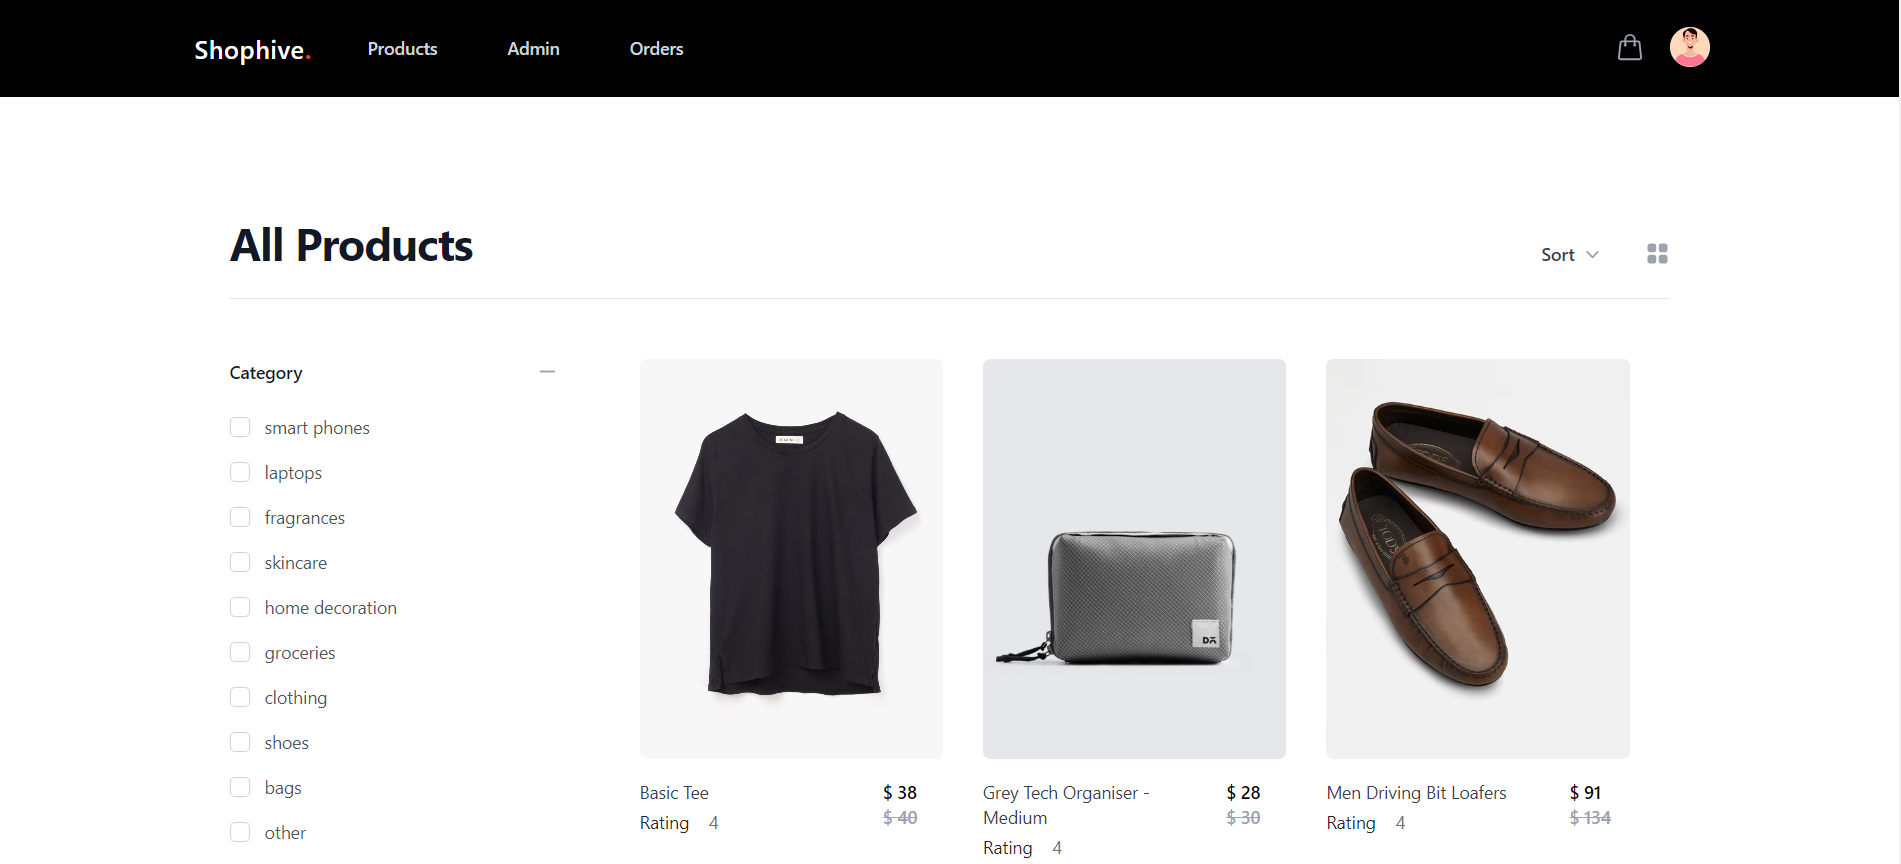 Shophive.
Products
Admin
Orders
All Products
Sort
Category
smart phones
laptops
fragrances
skincare
home decoration
groceries
clothing
shoes
bags
other
Basic Tee
$ 38
$ 40
Rating 4
Grey Tech Organiser -
Medium
$ 28
$ 30
Rating 4
Men Driving Bit Loafers
$ 91
$ 134
Rating 4